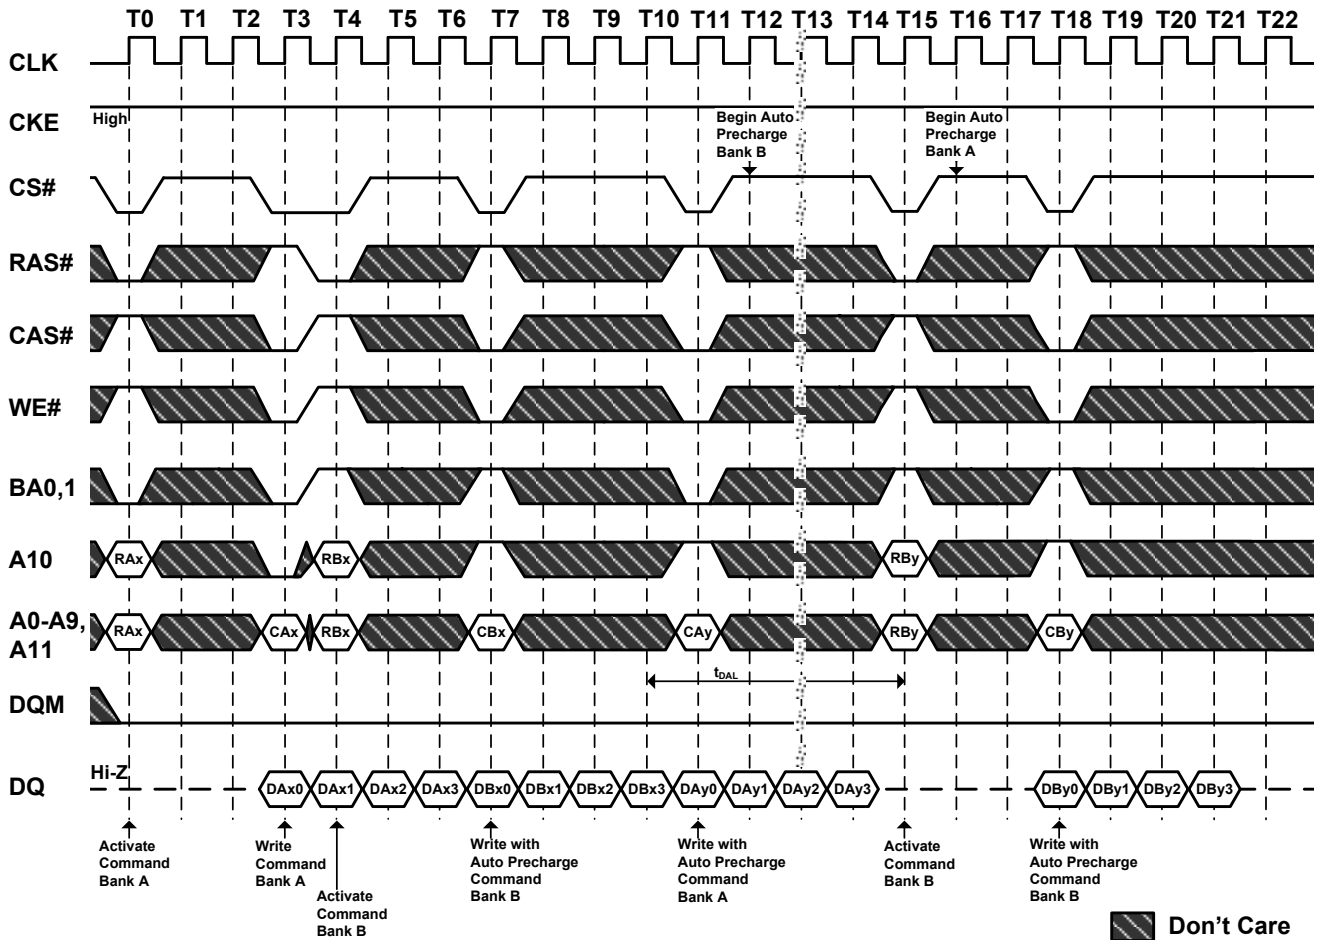 T0 T1 T2 T3 T4 T5 T6 T7 T8 T9 T10 T11 T12 T13 T14 T15 T16 T17 T18 T19 T20 T21 T22
CLK
CKE
High
Begin Auto
Precharge
Bank B
Begin Auto
Precharge
Bank A
CS#
RAS#
CAS#
WE#
BA0,1
A10
RAx RBx RBy
A0-A9,
A11
RAx CAx RBx CBx CAy RBy CBy
tDAL
DQM
DQ
Hi-Z
DAx0 DAx1 DAx2 DAx3 DBx0 DBx1 DBx2 DBx3 DAy0 DAy1 DAy2 DAy3 DBy0 DBy1 DBy2 DBy3
Activate
Command
Bank A
Write
Command
Bank A
Activate
Command
Bank B
Write with
Auto Precharge
Command
Bank B
Write with
Auto Precharge
Command
Bank A
Activate
Command
Bank B
Write with
Auto Precharge
Command
Bank B
Don't Care